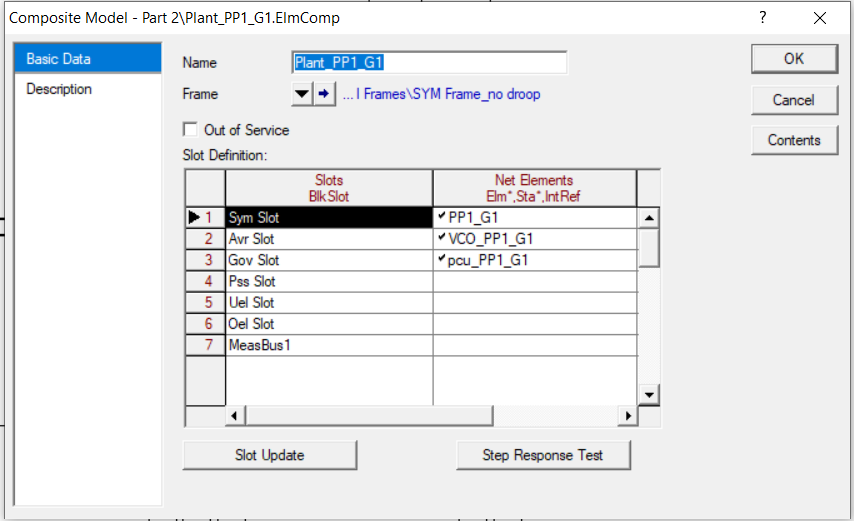 Composite Model - Part 2\Plant_PP1_G1.ElmComp ?
Basic Data
Description
Name Plant_PP1_G1
Frame ... l Frames\SYM Frame_no droop
Out of Service
Slot Definition:
Slots Net Elements
BlkSlot Elm*,Sta*,IntRef
1 Sym Slot PP1_G1
2 Avr Slot VCO_PP1_G1
3 Gov Slot pcu_PP1_G1
4 Pss Slot
5 Uel Slot
6 Oel Slot
7 MeasBus1
Slot Update Step Response Test
OK
Cancel
Contents